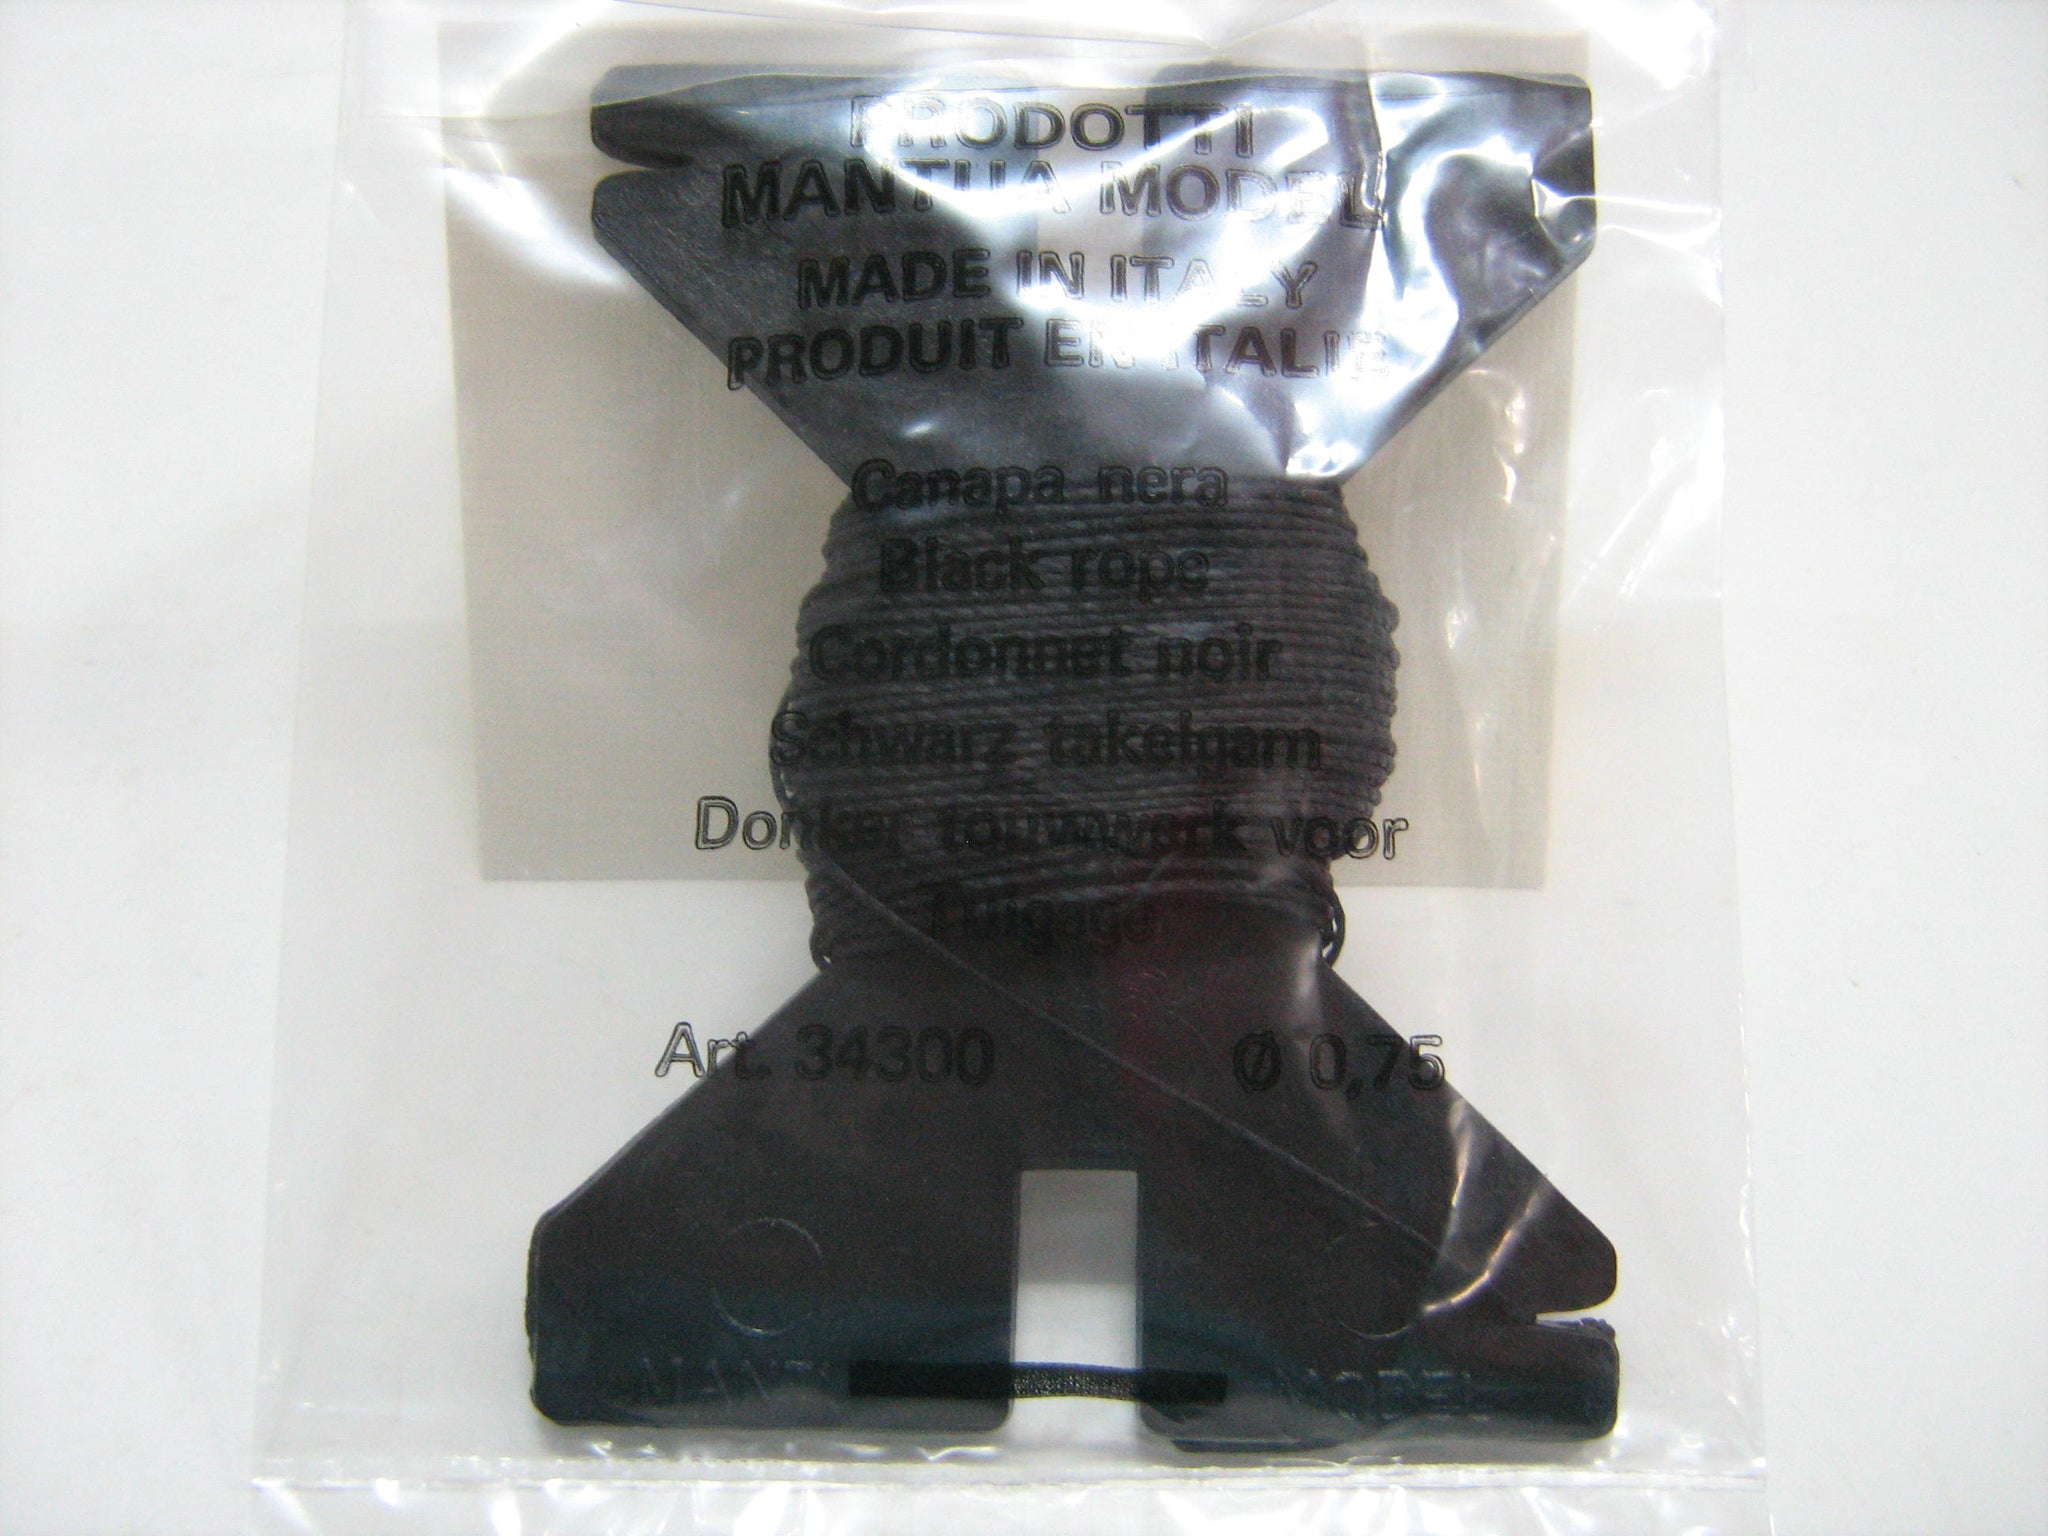 PRODOTTI
MANTUA MODEL
MADE IN ITALY
PRODUIT EN ITALIE
Canapa nera
Black rope
Cordonnet noir
Schwarz takelgarn
Donker touwwerk voor
Art. 34300 Ø 0,75
MODEL